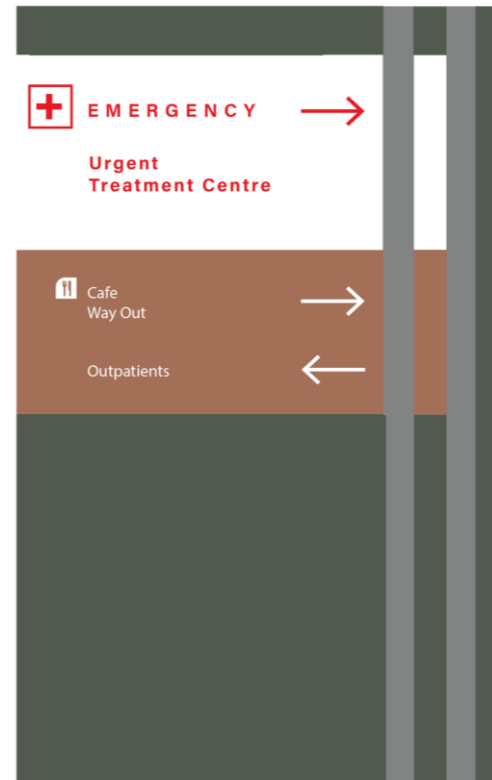 EMERGENCY
Urgent
Treatment Centre
Cafe
Way Out
Outpatients